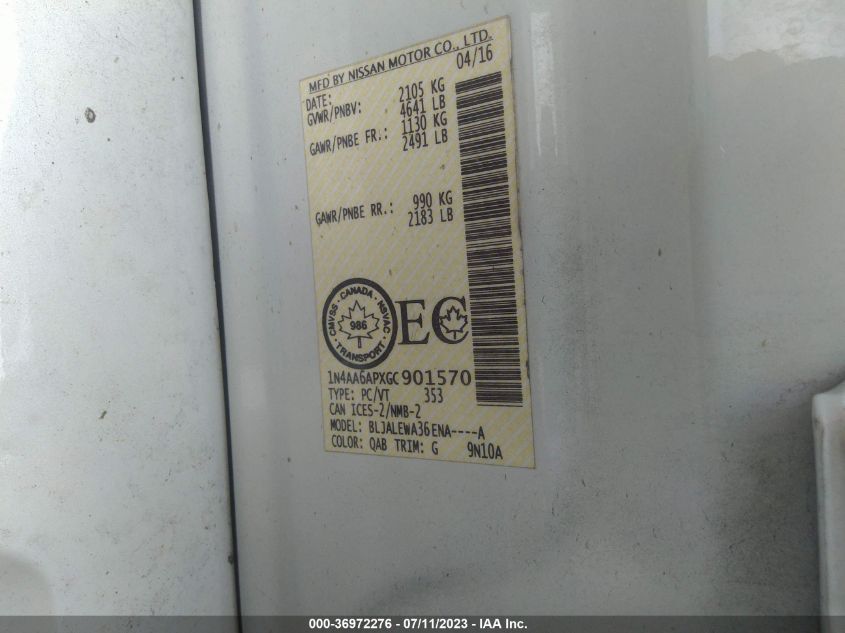 MFD BY NISSAN MOTOR CO., LTD.
DATE: 04/16
GVWR/PNBV: 2105 KG
4641 LB
GAWR/PNBE FR.: 1130 KG
2491 LB
GAWR/PNBE RR.: 990 KG
2183 LB
CANADA
CMVSS · NSVAC
986
TRANSPORT
EC
1N4AA6APXGC901570
TYPE: PC/VT 353
CAN ICES-2/NMB-2
MODEL: BLJALEWA36ENA----A
COLOR: QAB TRIM: G 9N10A
000-36972276 - 07/11/2023 - IAA Inc.